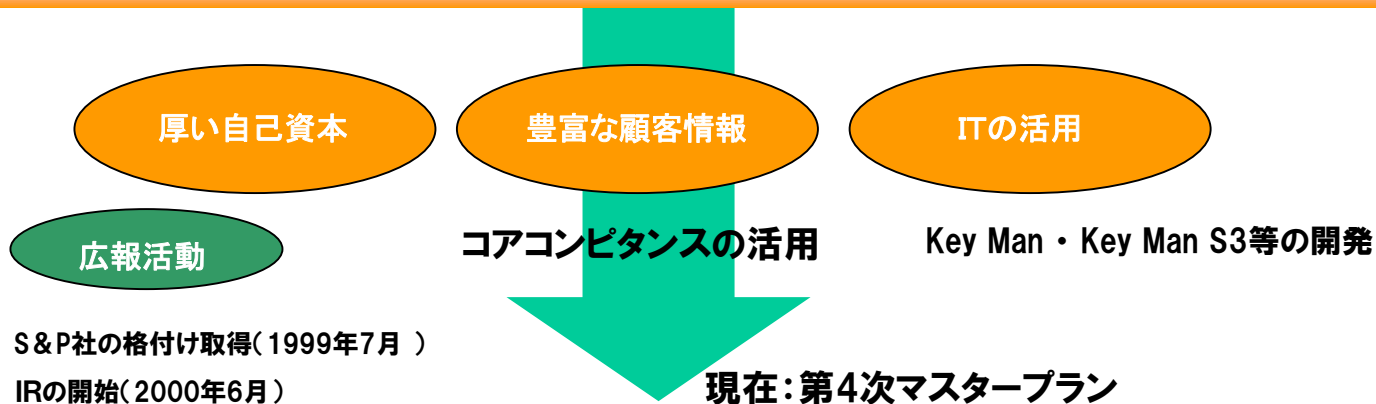 厚い自己資本
豊富な顧客情報
ITの活用
広報活動
コアコンピタンスの活用
Key Man・Key Man S3等の開発
S&P社の格付け取得(1999年7月 )
IRの開始(2000年6月)
現在:第4次マスタープラン